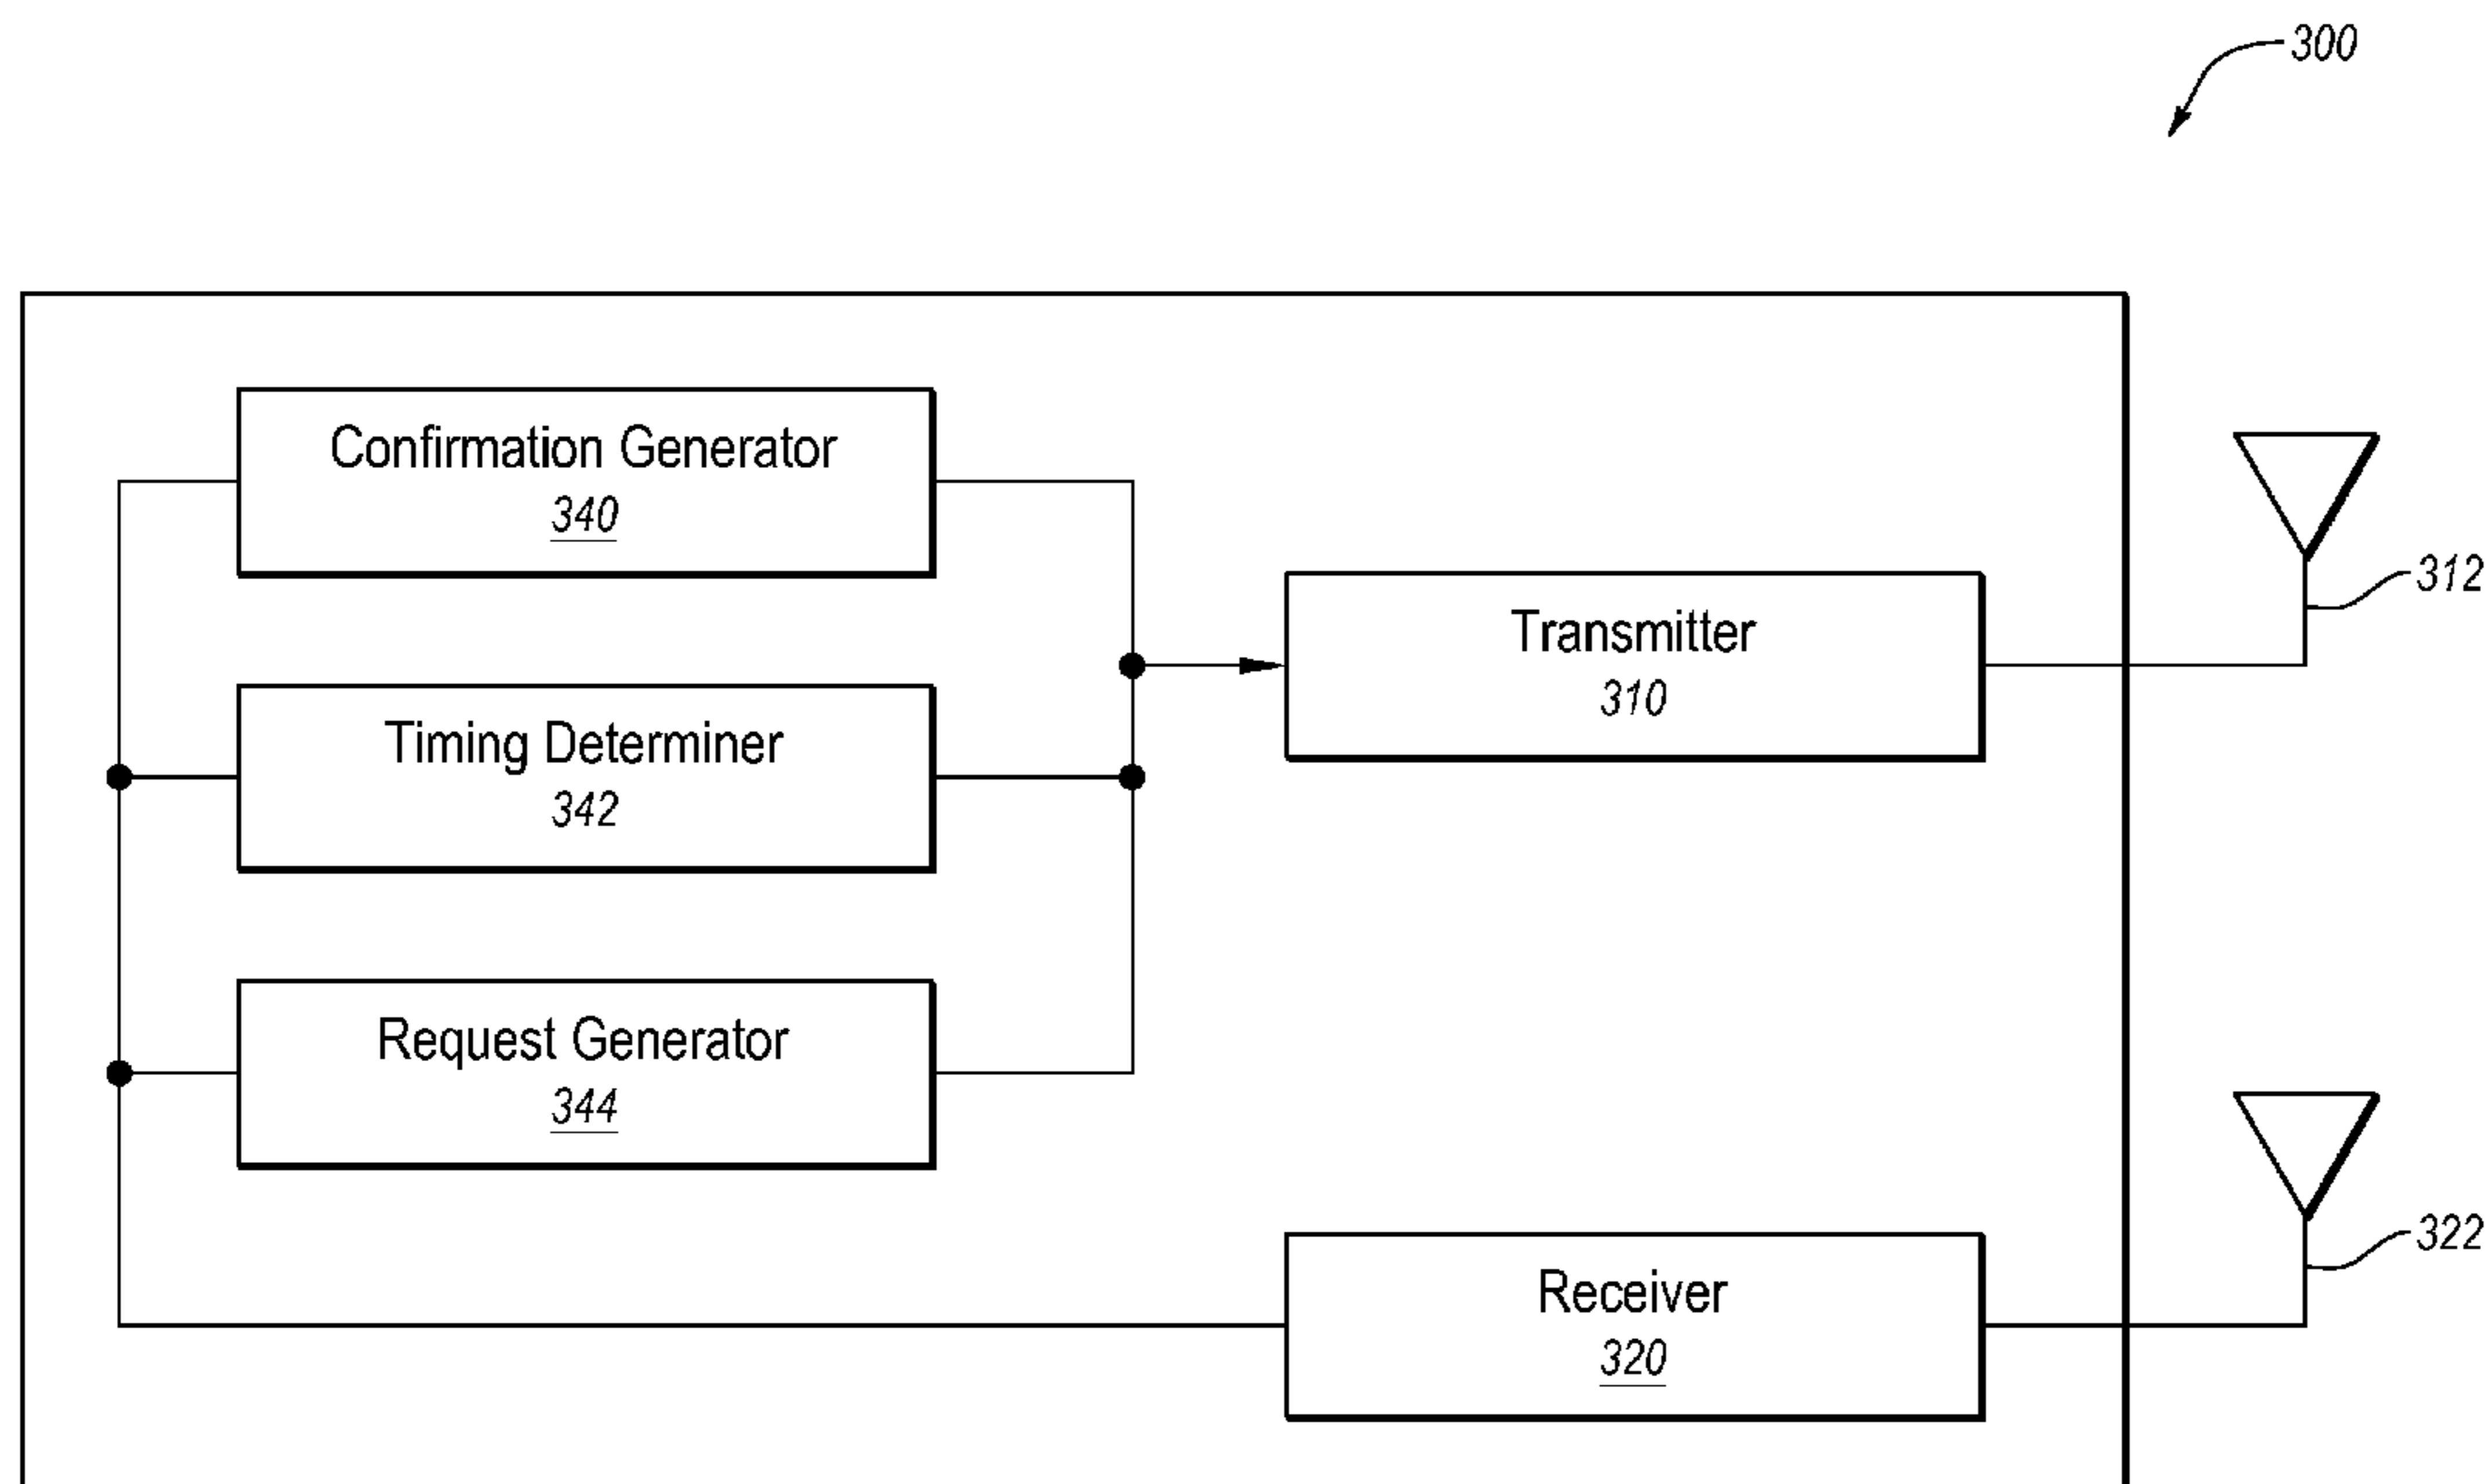 300
Confirmation Generator
340
312
Transmitter
310
Timing Determiner
342
Request Generator
344
322
Receiver
320